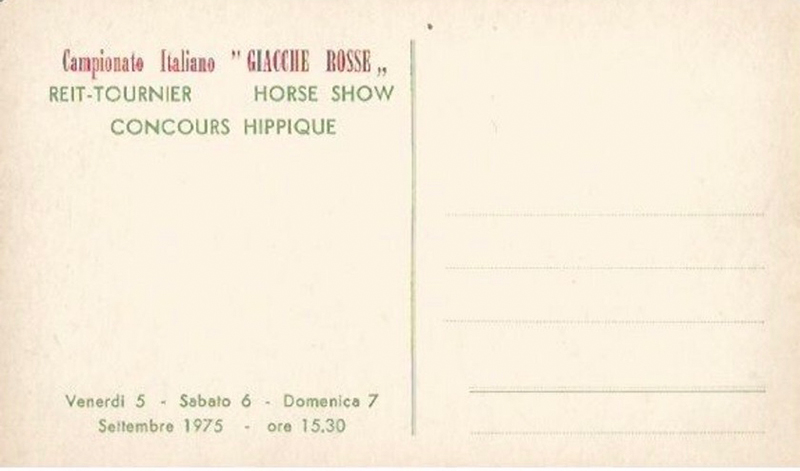 Campionato Italiano " GIACCHE ROSSE „
REIT-TOURNIER HORSE SHOW
CONCOURS HIPPIQUE
Venerdi 5 - Sabato 6 - Domenica 7
Settembre 1975 - ore 15.30